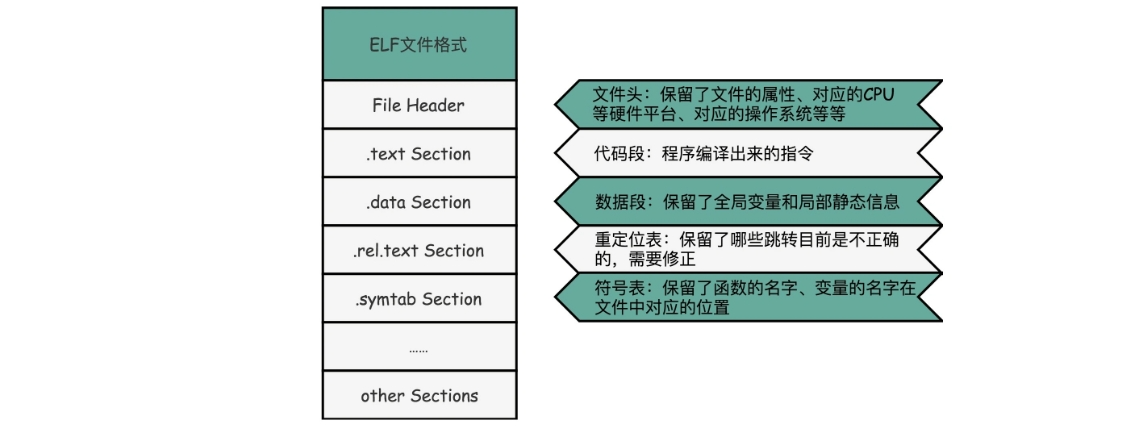 ELF文件格式
File Header
文件头：保留了文件的属性、对应的CPU
等硬件平台、对应的操作系统等等
.text Section
代码段：程序编译出来的指令
.data Section
数据段：保留了全局变量和局部静态信息
.rel.text Section
重定位表：保留了哪些跳转目前是不正确
的，需要修正
.symtab Section
符号表：保留了函数的名字、变量的名字在
文件中对应的位置
……
other Sections